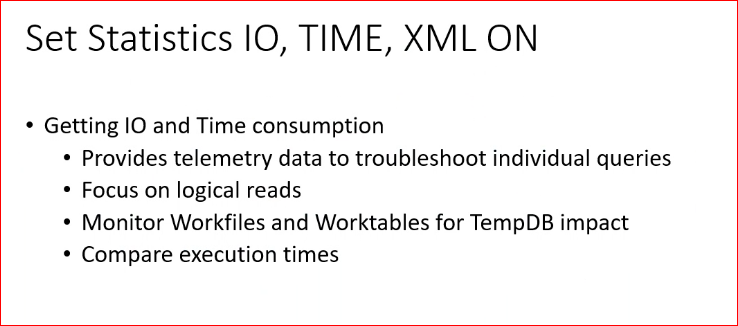 Set Statistics IO, TIME, XML ON
• Getting IO and Time consumption
• Provides telemetry data to troubleshoot individual queries
• Focus on logical reads
• Monitor Workfiles and Worktables for TempDB impact
• Compare execution times